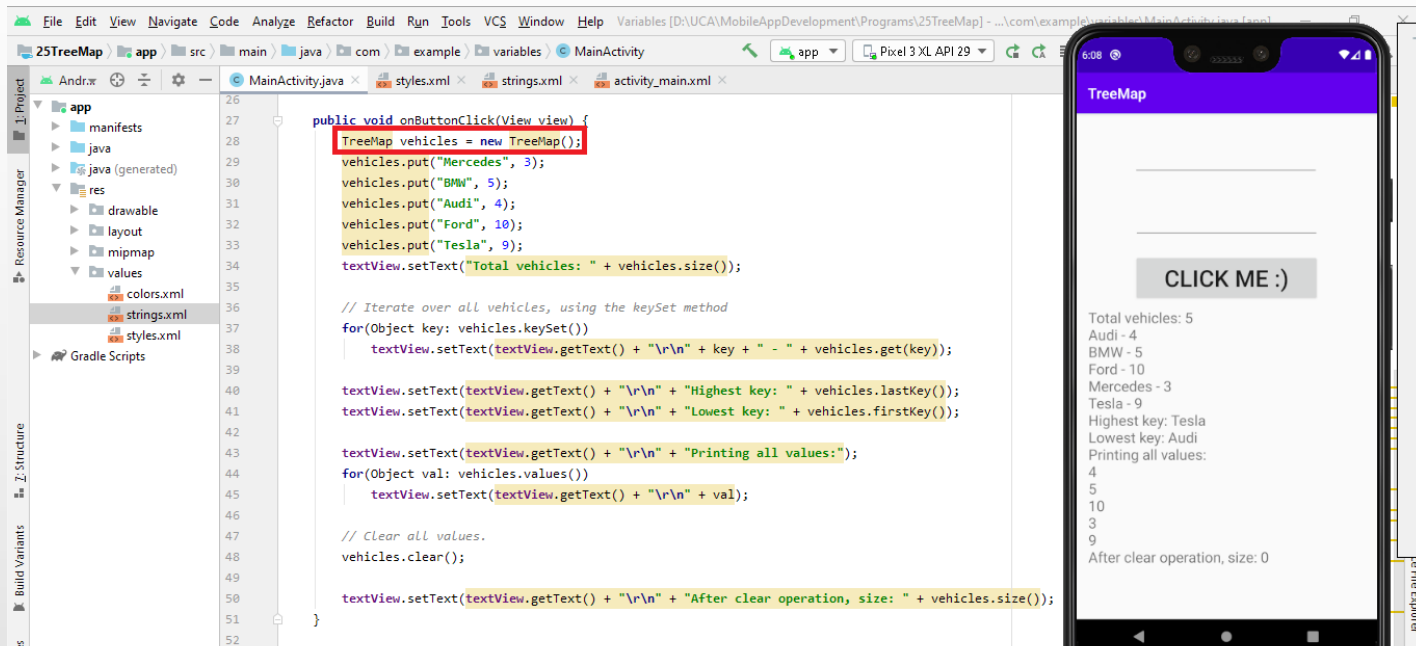 File Edit View Navigate Code Analyze Refactor Build Run Tools VCS Window Help Variables [D:\UCA\MobileAppDevelopment\Programs\25TreeMap] - ...\com\example\variables\MainActivity.java [app]
25TreeMap app src main java com example variables MainActivity app Pixel 3 XL API 29
1: Project
Resource Manager
7: Structure
Build Variants
Andr..
app
manifests
java
java (generated)
res
drawable
layout
mipmap
values
colors.xml
strings.xml
styles.xml
Gradle Scripts
MainActivity.java styles.xml strings.xml activity_main.xml
26
27 public void onButtonClick(View view) {
28 TreeMap vehicles = new TreeMap();
29 vehicles.put("Mercedes", 3);
30 vehicles.put("BMW", 5);
31 vehicles.put("Audi", 4);
32 vehicles.put("Ford", 10);
33 vehicles.put("Tesla", 9);
34 textView.setText("Total vehicles: " + vehicles.size());
35
36 // Iterate over all vehicles, using the keySet method
37 for(Object key: vehicles.keySet())
38 textView.setText(textView.getText() + "\r\n" + key + " - " + vehicles.get(key));
39
40 textView.setText(textView.getText() + "\r\n" + "Highest key: " + vehicles.lastKey());
41 textView.setText(textView.getText() + "\r\n" + "Lowest key: " + vehicles.firstKey());
42
43 textView.setText(textView.getText() + "\r\n" + "Printing all values:");
44 for(Object val: vehicles.values())
45 textView.setText(textView.getText() + "\r\n" + val);
46
47 // Clear all values.
48 vehicles.clear();
49
50 textView.setText(textView.getText() + "\r\n" + "After clear operation, size: " + vehicles.size());
51 }
52
6:08
TreeMap
CLICK ME :)
Total vehicles: 5
Audi - 4
BMW - 5
Ford - 10
Mercedes - 3
Tesla - 9
Highest key: Tesla
Lowest key: Audi
Printing all values:
4
5
10
3
9
After clear operation, size: 0